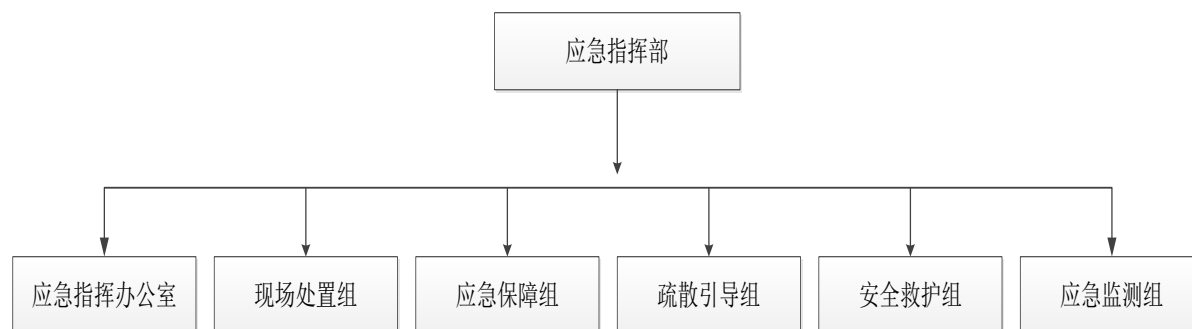 应急指挥部
应急指挥办公室
现场处置组
应急保障组
疏散引导组
安全救护组
应急监测组